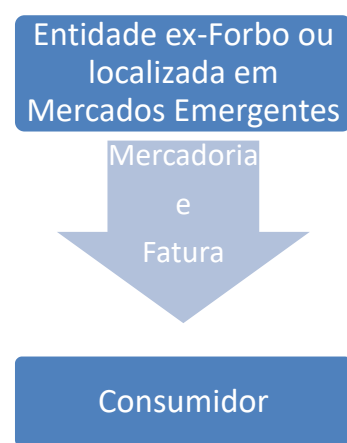 Entidade ex-Forbo ou
localizada em
Mercados Emergentes
Mercadoria
e
Fatura
Consumidor